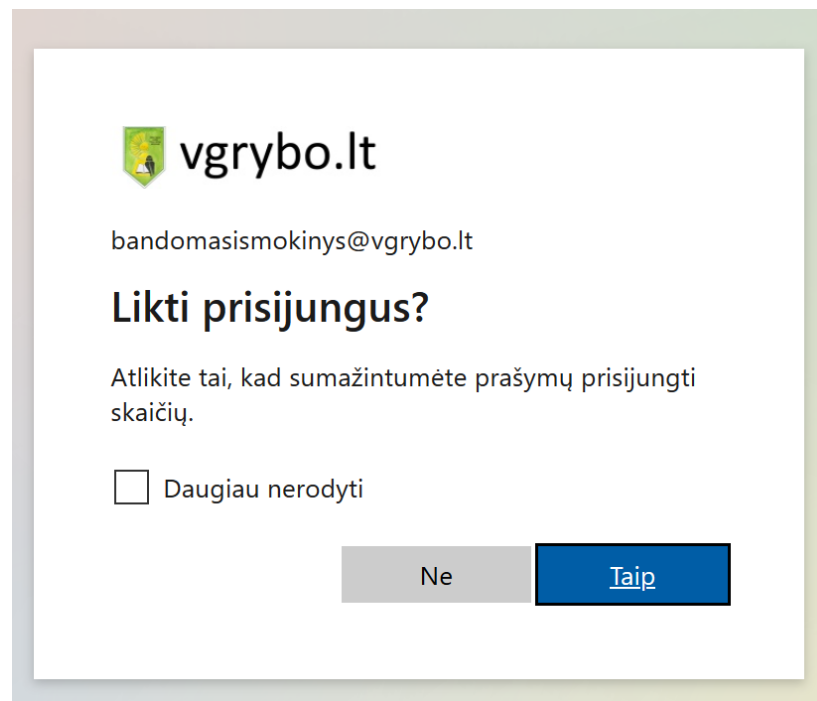 vgrybo.lt
bandomasismokinys@vgrybo.lt
Likti prisijungus?
Atlikite tai, kad sumažintumėte prašymų prisijungti
skaičių.
Daugiau nerodyti
Ne
Taip